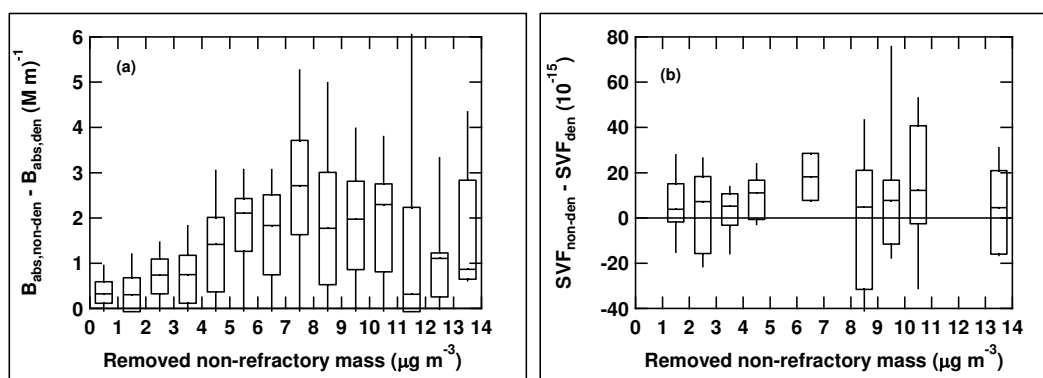 (a)
B_abs,non-den - B_abs,den (M m)^-1
6
5
4
3
2
1
0
0 1 2 3 4 5 6 7 8 9 10 11 12 13 14
Removed non-refractory mass (μg m^-3)
(b)
SVF_non-den - SVF_den (10^-15)
80
60
40
20
0
-20
-40
0 1 2 3 4 5 6 7 8 9 10 11 12 13 14
Removed non-refractory mass (μg m^-3)